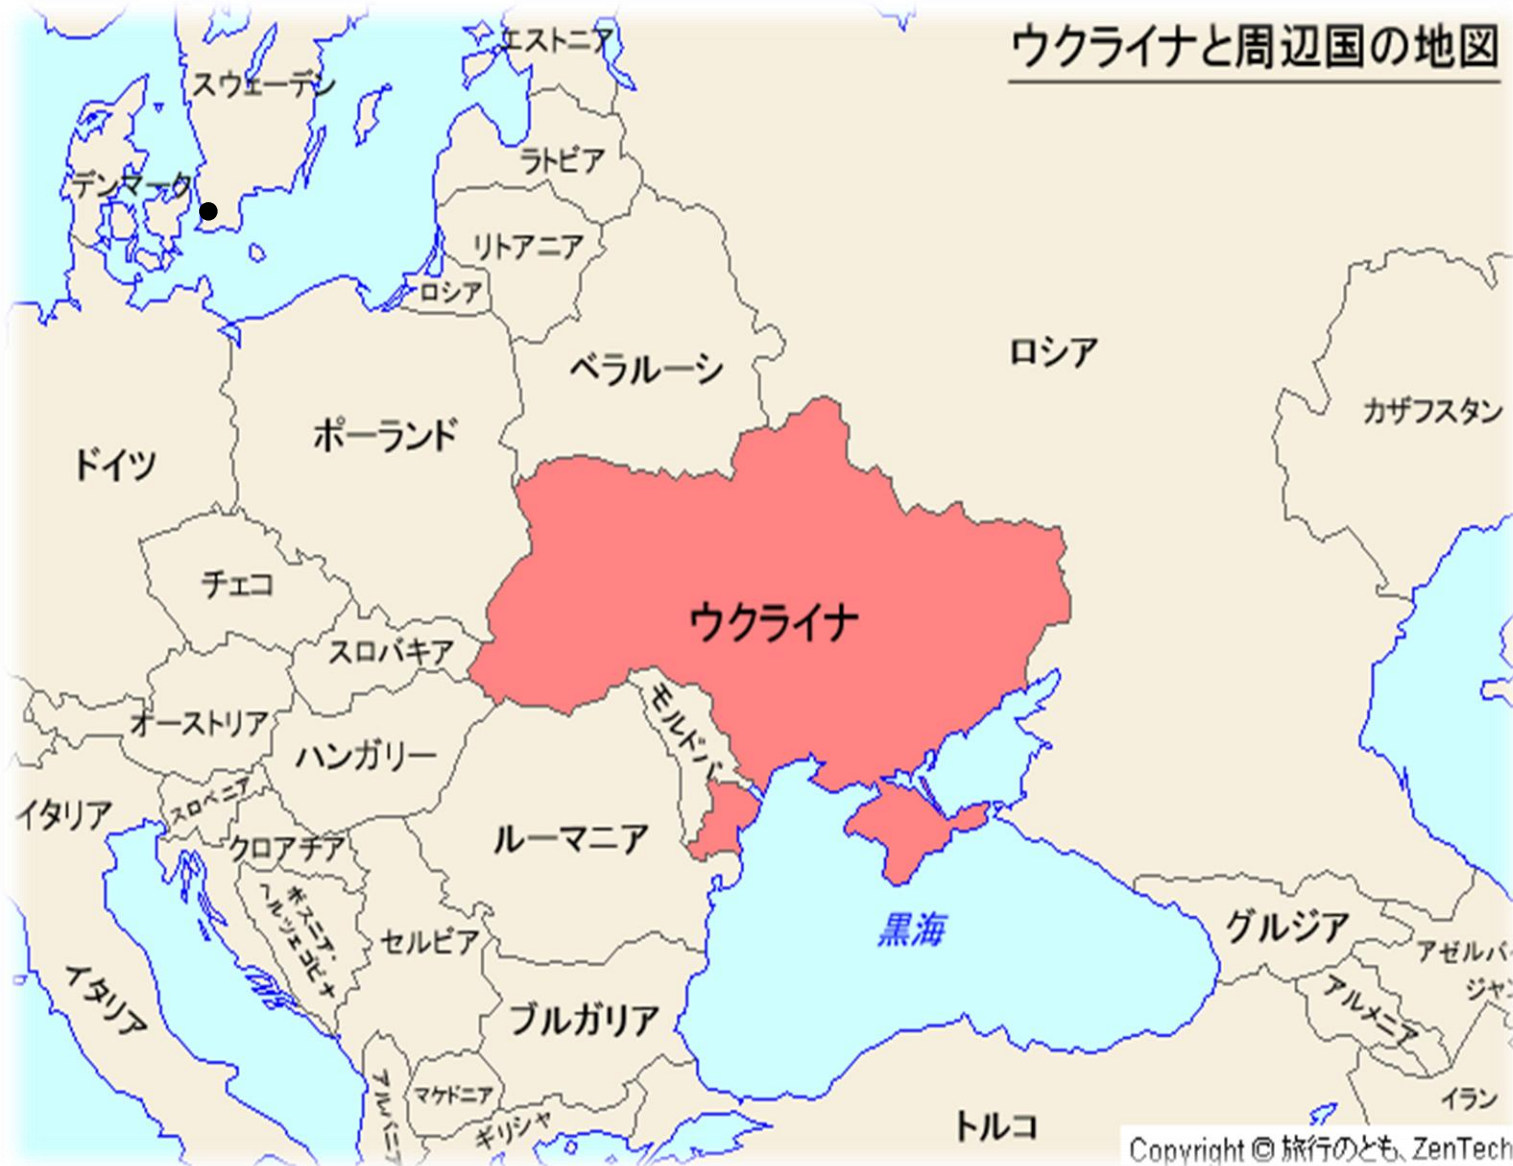 ウクライナと周辺国の地図
エストニア
スウェーデン
ラトビア
デンマーク
リトアニア
ロシア
ロシア
ベラルーシ
カザフスタン
ポーランド
ドイツ
チェコ
ウクライナ
スロバキア
モルドバ
オーストリア
ハンガリー
スロベニア
イタリア
ルーマニア
クロアチア
ボスニア・
ヘルツェゴビナ
セルビア
黒海
グルジア
アゼルバイ
ジャン
イタリア
アルメニア
ブルガリア
アルバニア
マケドニア
ギリシャ
トルコ
イラン
Copyright © 旅行のとも、ZenTech